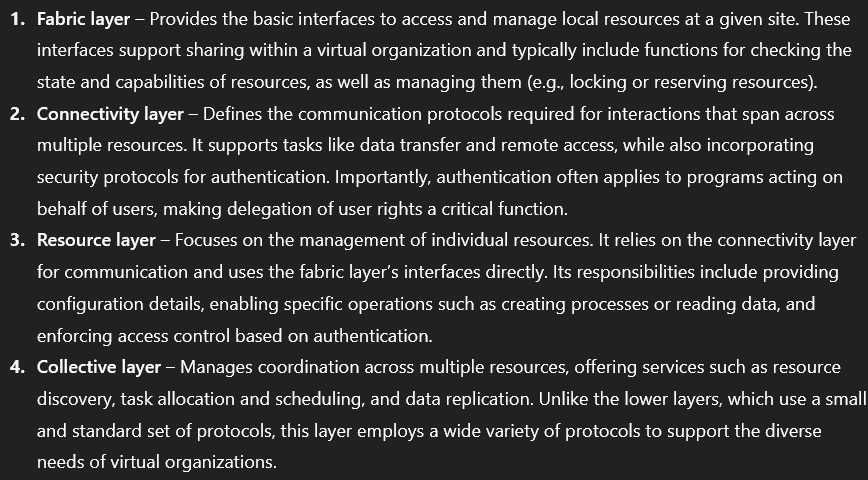 1. Fabric layer – Provides the basic interfaces to access and manage local resources at a given site. These
interfaces support sharing within a virtual organization and typically include functions for checking the
state and capabilities of resources, as well as managing them (e.g., locking or reserving resources).
2. Connectivity layer – Defines the communication protocols required for interactions that span across
multiple resources. It supports tasks like data transfer and remote access, while also incorporating
security protocols for authentication. Importantly, authentication often applies to programs acting on
behalf of users, making delegation of user rights a critical function.
3. Resource layer – Focuses on the management of individual resources. It relies on the connectivity layer
for communication and uses the fabric layer’s interfaces directly. Its responsibilities include providing
configuration details, enabling specific operations such as creating processes or reading data, and
enforcing access control based on authentication.
4. Collective layer – Manages coordination across multiple resources, offering services such as resource
discovery, task allocation and scheduling, and data replication. Unlike the lower layers, which use a small
and standard set of protocols, this layer employs a wide variety of protocols to support the diverse
needs of virtual organizations.